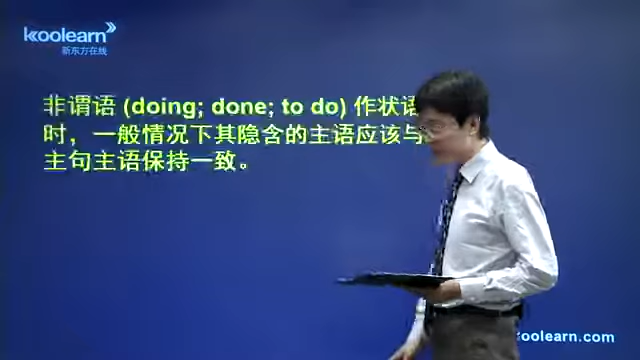 koolearn
新东方在线
非谓语 (doing; done; to do) 作状语
时，一般情况下其隐含的主语应该与
主句主语保持一致。
koolearn.com